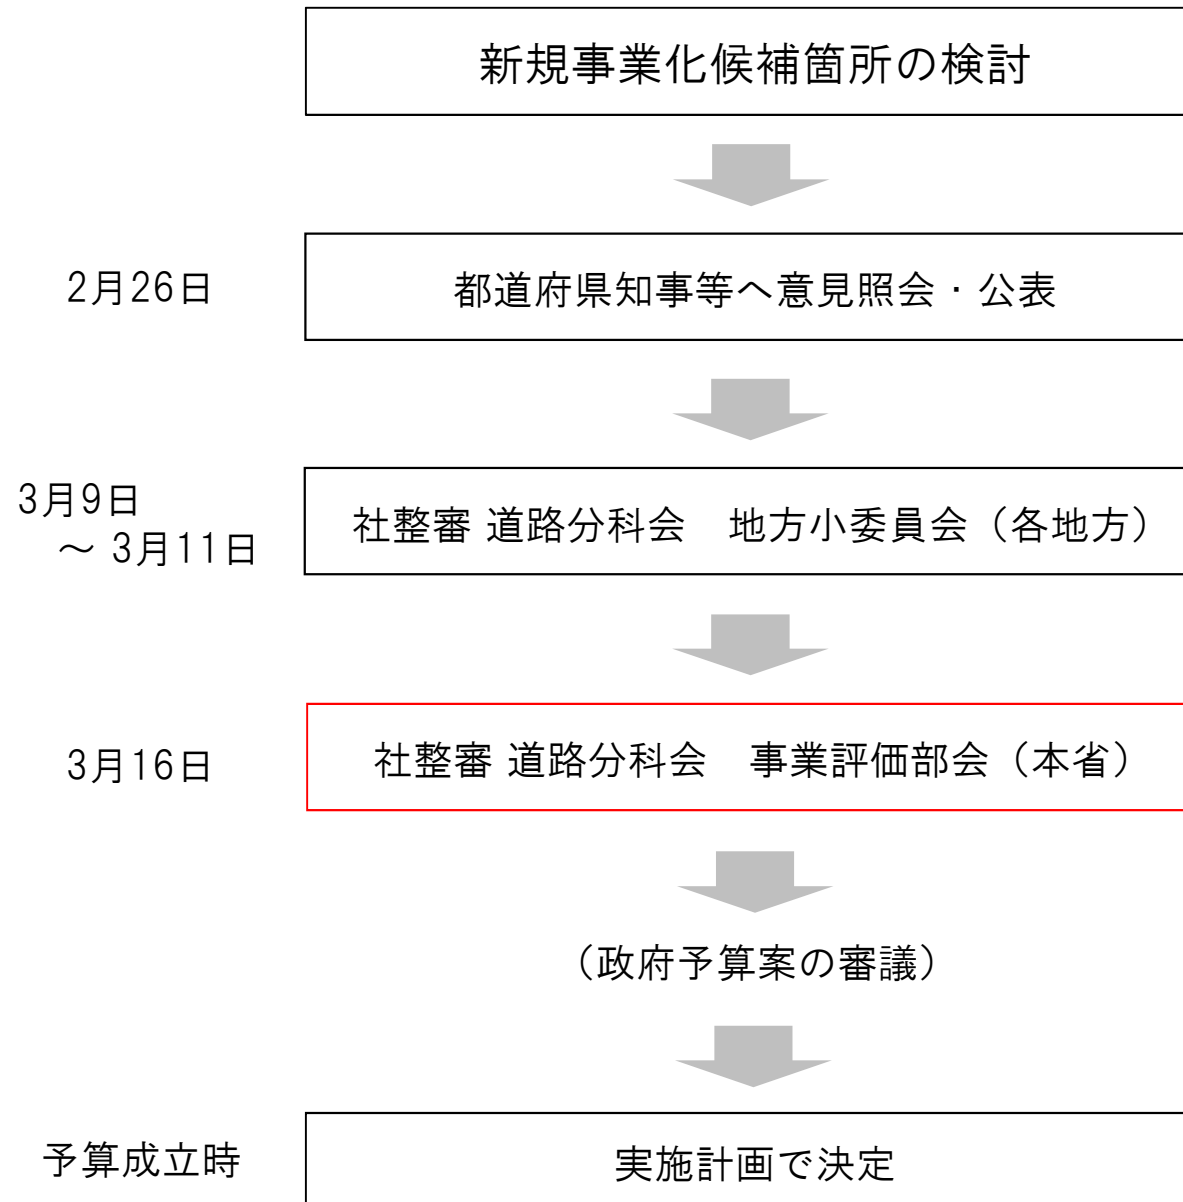 新規事業化候補箇所の検討
2月26日
都道府県知事等へ意見照会・公表
3月9日
～ 3月11日
社整審 道路分科会　地方小委員会（各地方）
3月16日
社整審 道路分科会　事業評価部会（本省）
（政府予算案の審議）
予算成立時
実施計画で決定